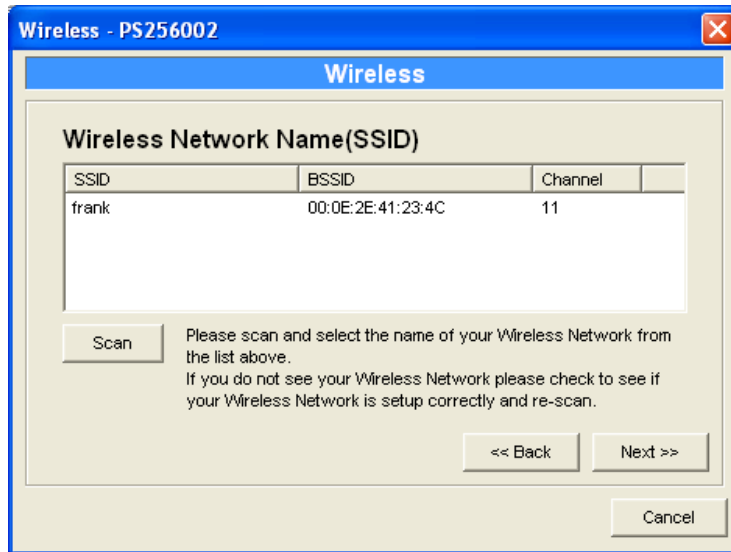 Wireless - PS256002
Wireless
Wireless Network Name(SSID)
SSID BSSID Channel
frank 00:0E:2E:41:23:4C 11
Scan
Please scan and select the name of your Wireless Network from
the list above.
If you do not see your Wireless Network please check to see if
your Wireless Network is setup correctly and re-scan.
<< Back Next >>
Cancel